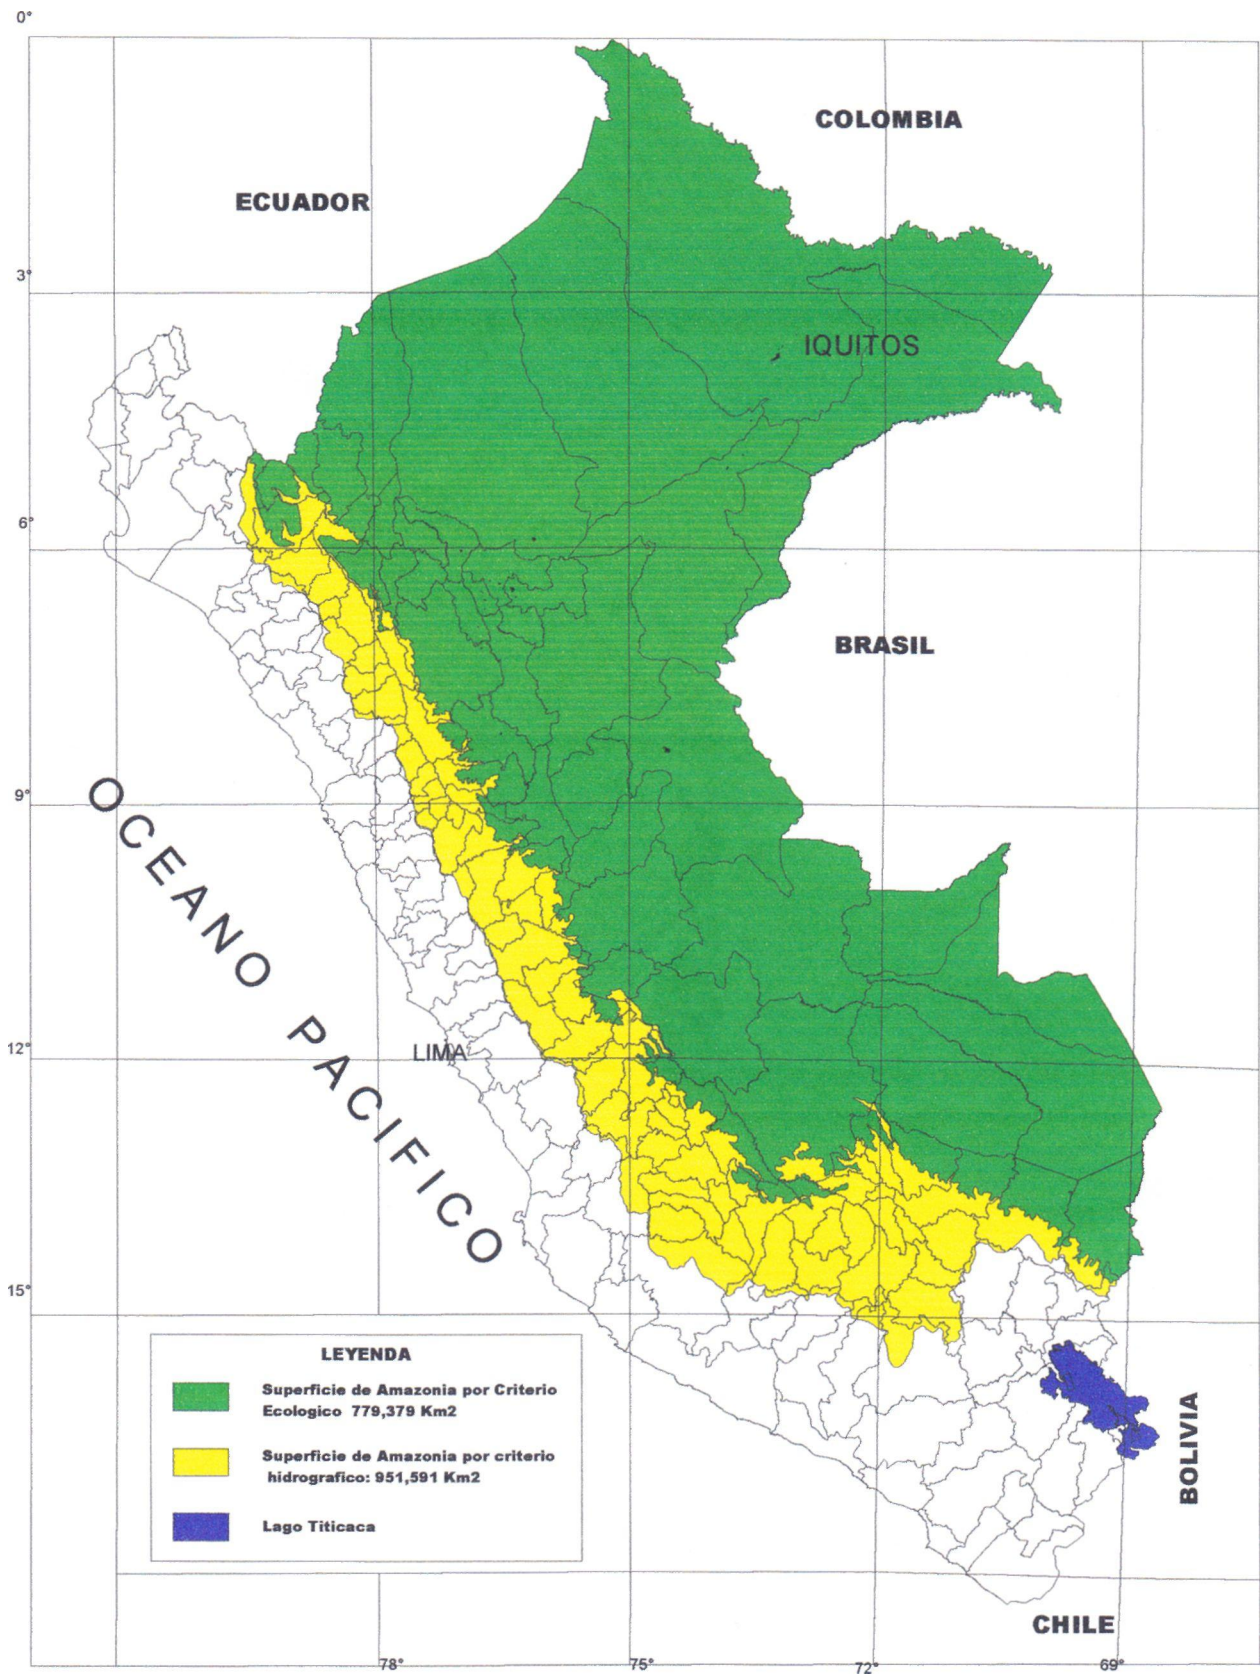 0°
COLOMBIA
ECUADOR
3°
IQUITOS
6°
BRASIL
9°
OCEANO PACIFICO
12°
LIMA
15°
LEYENDA
Superficie de Amazonia por Criterio
Ecologico 779,379 Km2
Superficie de Amazonia por criterio
hidrografico: 951,591 Km2
Lago Titicaca
BOLIVIA
CHILE
78°
75°
72°
69°